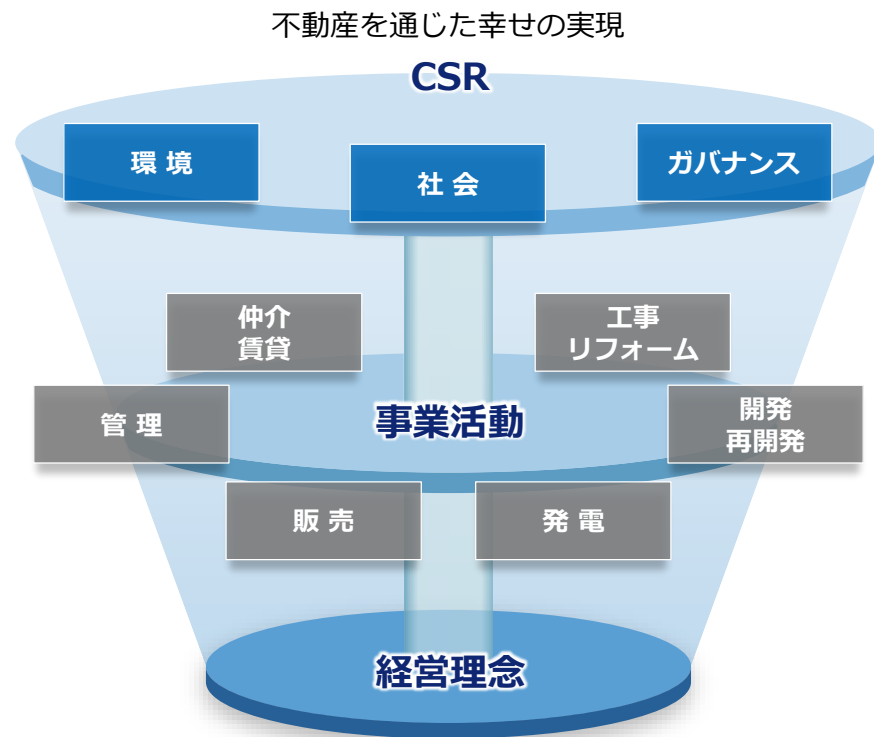 不動産を通じた幸せの実現
CSR
環 境
社 会
ガバナンス
仲介
賃貸
工事
リフォーム
管 理
事業活動
開発
再開発
販 売
発 電
経営理念